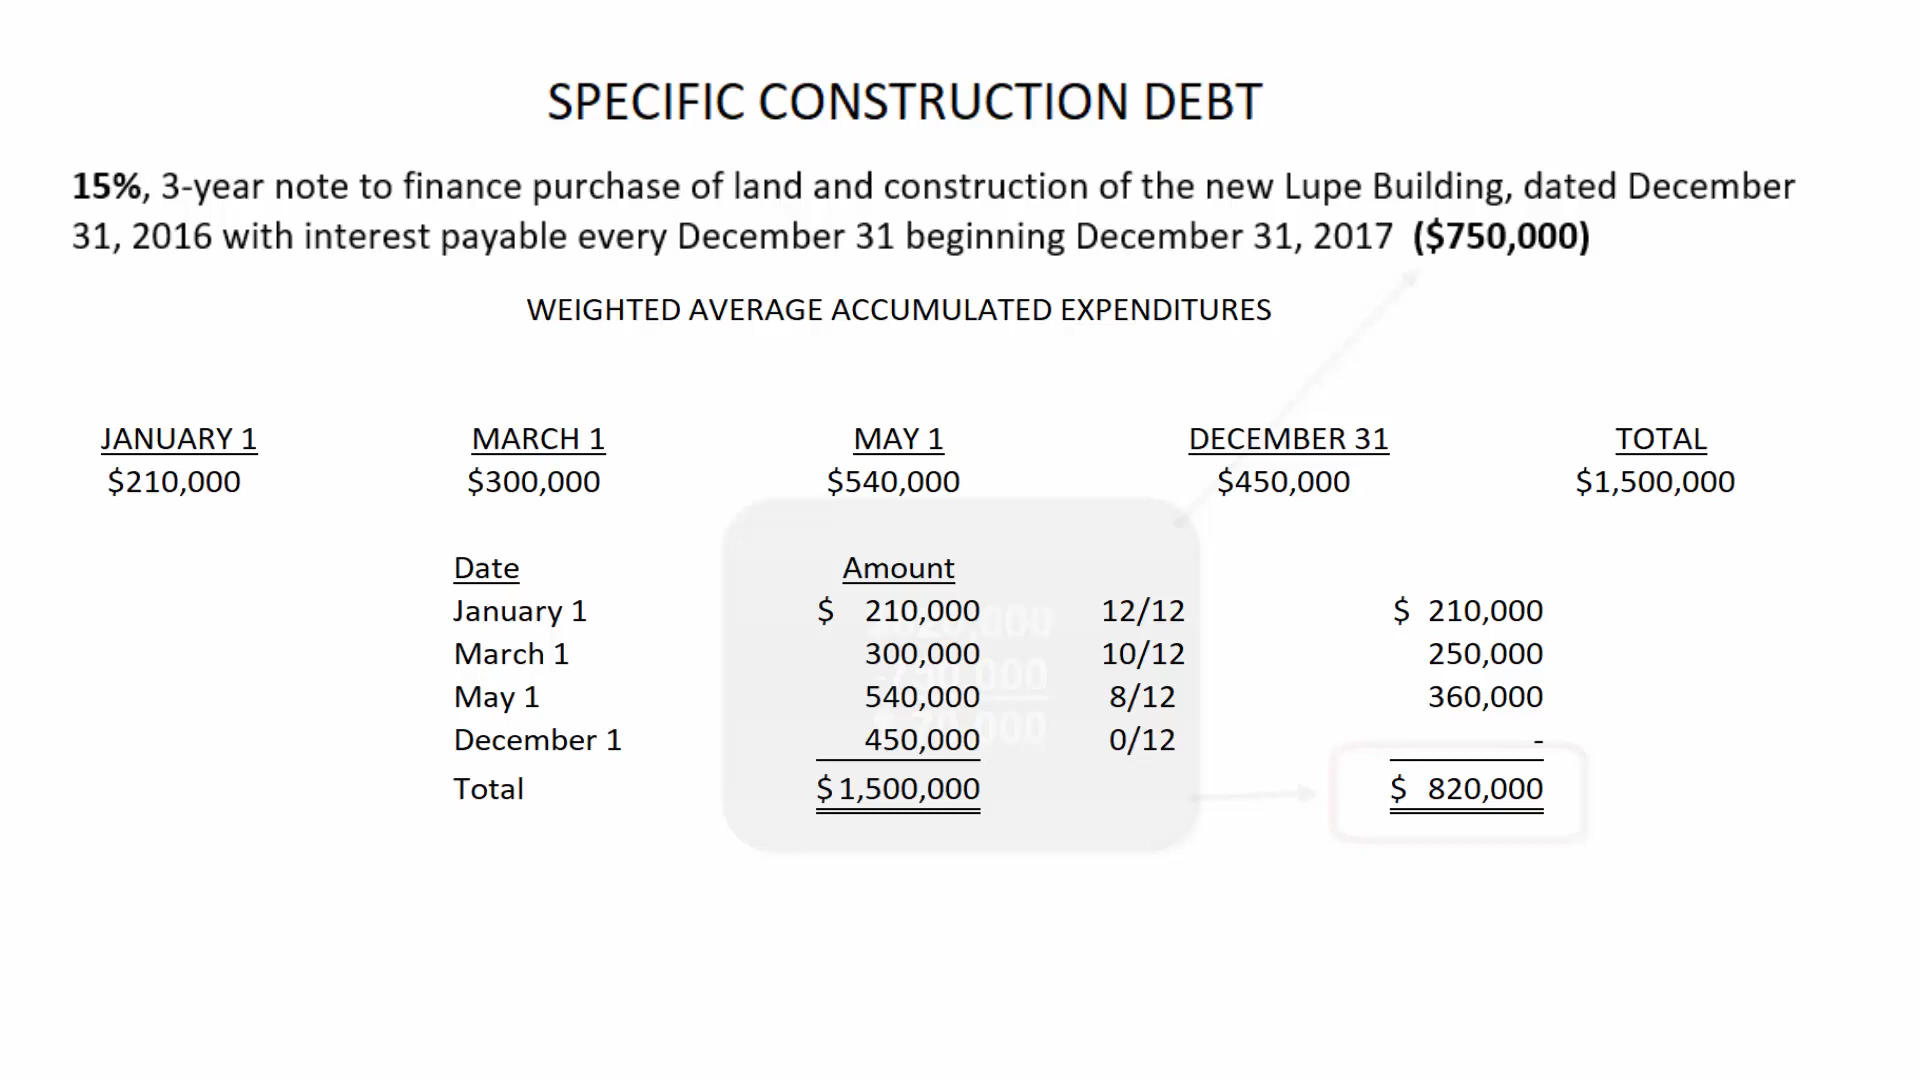 SPECIFIC CONSTRUCTION DEBT
15%, 3-year note to finance purchase of land and construction of the new Lupe Building, dated December
31, 2016 with interest payable every December 31 beginning December 31, 2017 ($750,000)
WEIGHTED AVERAGE ACCUMULATED EXPENDITURES
JANUARY 1 MARCH 1 MAY 1 DECEMBER 31 TOTAL
$210,000 $300,000 $540,000 $450,000 $1,500,000
Date Amount
January 1 $ 210,000 12/12 $ 210,000
March 1 300,000 10/12 250,000
May 1 540,000 8/12 360,000
December 1 450,000 0/12 -
Total $1,500,000 $ 820,000